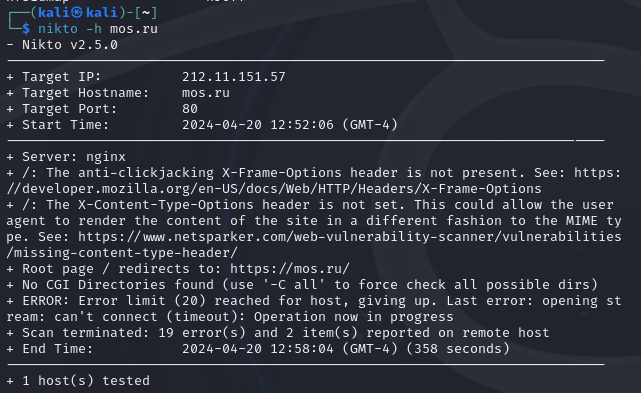 ┌──(kali㉿kali)-[~]
└─$ nikto -h mos.ru
- Nikto v2.5.0
+ Target IP: 212.11.151.57
+ Target Hostname: mos.ru
+ Target Port: 80
+ Start Time: 2024-04-20 12:52:06 (GMT-4)
+ Server: nginx
+ /: The anti-clickjacking X-Frame-Options header is not present. See: https:
//developer.mozilla.org/en-US/docs/Web/HTTP/Headers/X-Frame-Options
+ /: The X-Content-Type-Options header is not set. This could allow the user
agent to render the content of the site in a different fashion to the MIME ty
pe. See: https://www.netsparker.com/web-vulnerability-scanner/vulnerabilities
/missing-content-type-header/
+ Root page / redirects to: https://mos.ru/
+ No CGI Directories found (use '-C all' to force check all possible dirs)
+ ERROR: Error limit (20) reached for host, giving up. Last error: opening st
ream: can't connect (timeout): Operation now in progress
+ Scan terminated: 19 error(s) and 2 item(s) reported on remote host
+ End Time: 2024-04-20 12:58:04 (GMT-4) (358 seconds)
+ 1 host(s) tested